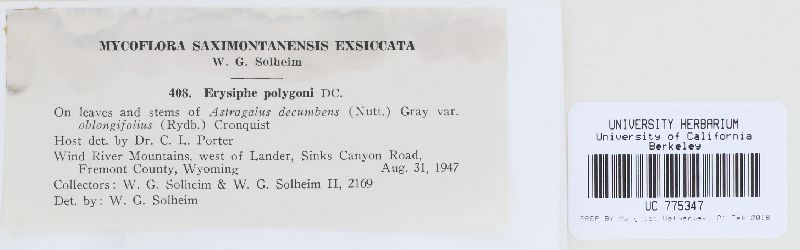 MYCOFLORA SAXIMONTANENSIS EXSICCATA
W. G. Solheim
408. Erysiphe polygoni DC.
On leaves and stems of Astragalus decumbens (Nutt.) Gray var.
oblongifolius (Rydb.) Cronquist
Host det. by Dr. C. L. Porter
Wind River Mountains, west of Lander, Sinks Canyon Road,
Fremont County, Wyoming Aug. 31, 1947
Collectors: W. G. Solheim & W. G. Solheim II, 2169
Det. by: W. G. Solheim
UNIVERSITY HERBARIUM
University of California
Berkeley
UC 775347
PREP BY 2018